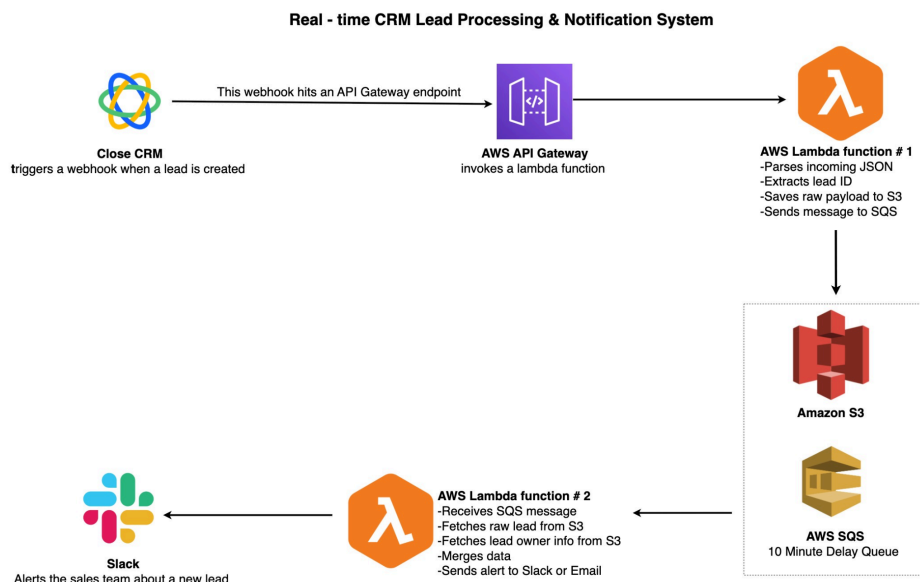 Real - time CRM Lead Processing & Notification System
This webhook hits an API Gateway endpoint
</>
Close CRM
triggers a webhook when a lead is created
AWS API Gateway
invokes a lambda function
AWS Lambda function # 1
-Parses incoming JSON
-Extracts lead ID
-Saves raw payload to S3
-Sends message to SQS
Amazon S3
AWS SQS
10 Minute Delay Queue
AWS Lambda function # 2
-Receives SQS message
-Fetches raw lead from S3
-Fetches lead owner info from S3
-Merges data
-Sends alert to Slack or Email
Slack
Alerts the sales team about a new lead